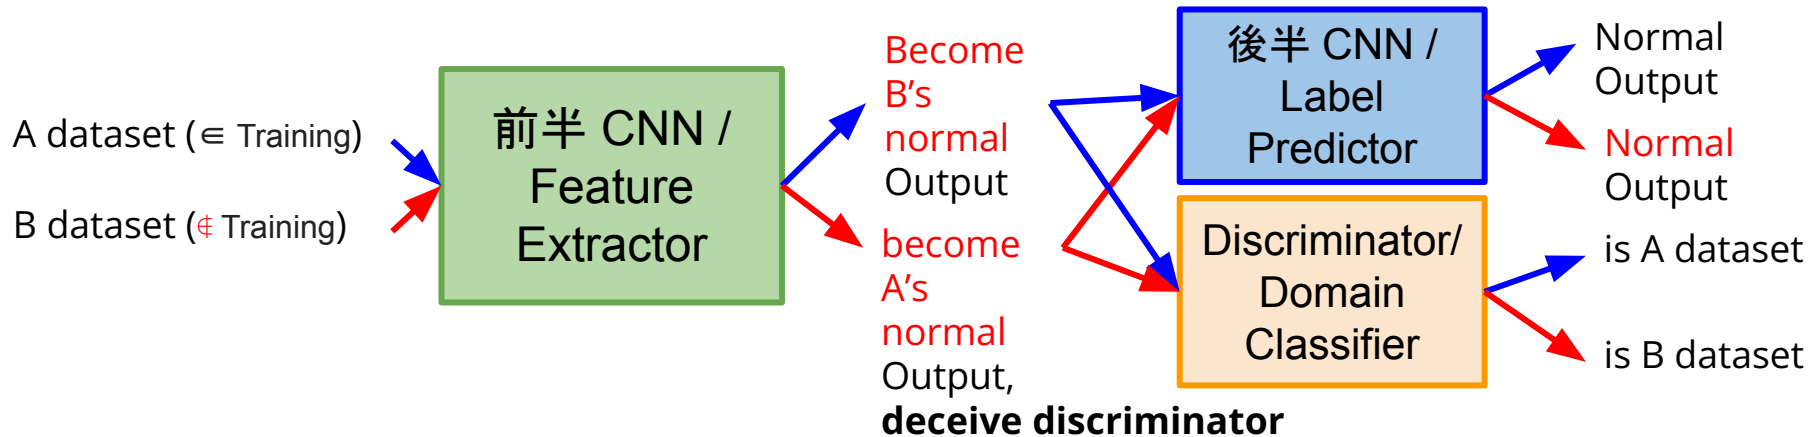 A dataset (∈ Training)
B dataset (∉ Training)
前半 CNN /
Feature
Extractor
Become
B’s
normal
Output
become
A’s
normal
Output,
deceive discriminator
後半 CNN /
Label
Predictor
Discriminator/
Domain
Classifier
Normal
Output
Normal
Output
is A dataset
is B dataset